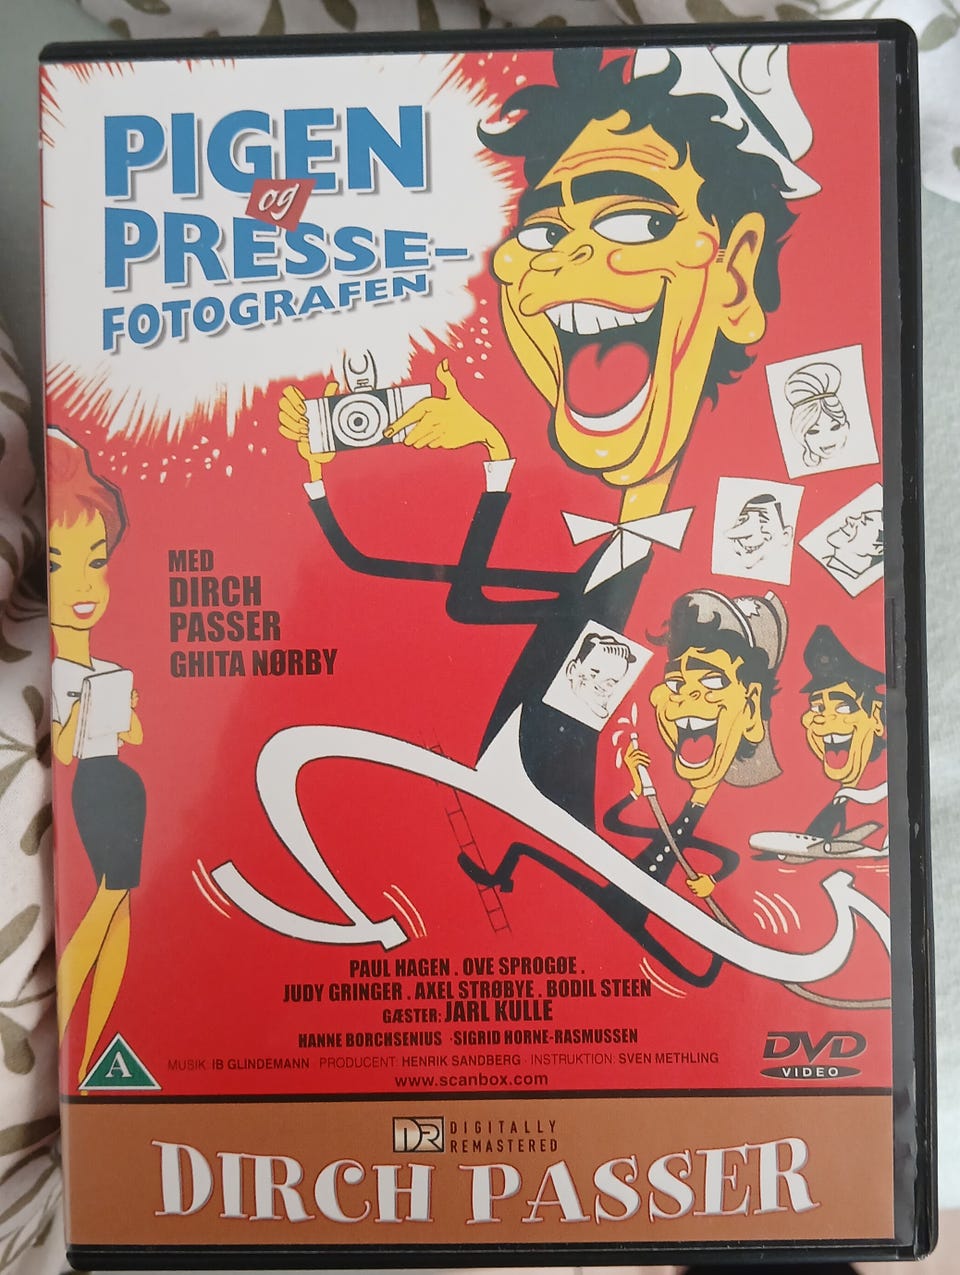 PIGEN
og
PRESSE-
FOTOGRAFEN
MED
DIRCH
PASSER
GHITA NØRBY
PAUL HAGEN . OVE SPROGØE .
JUDY GRINGER . AXEL STRØBYE . BODIL STEEN
GÆSTER: JARL KULLE
HANNE BORCHSENIUS · SIGRID HORNE-RASMUSSEN
MUSIK: IB GLINDEMANN · PRODUCENT: HENRIK SANDBERG · INSTRUKTION: SVEN METHLING
www.scanbox.com
A
DVD
VIDEO
DR DIGITALLY
REMASTERED
DIRCH PASSER